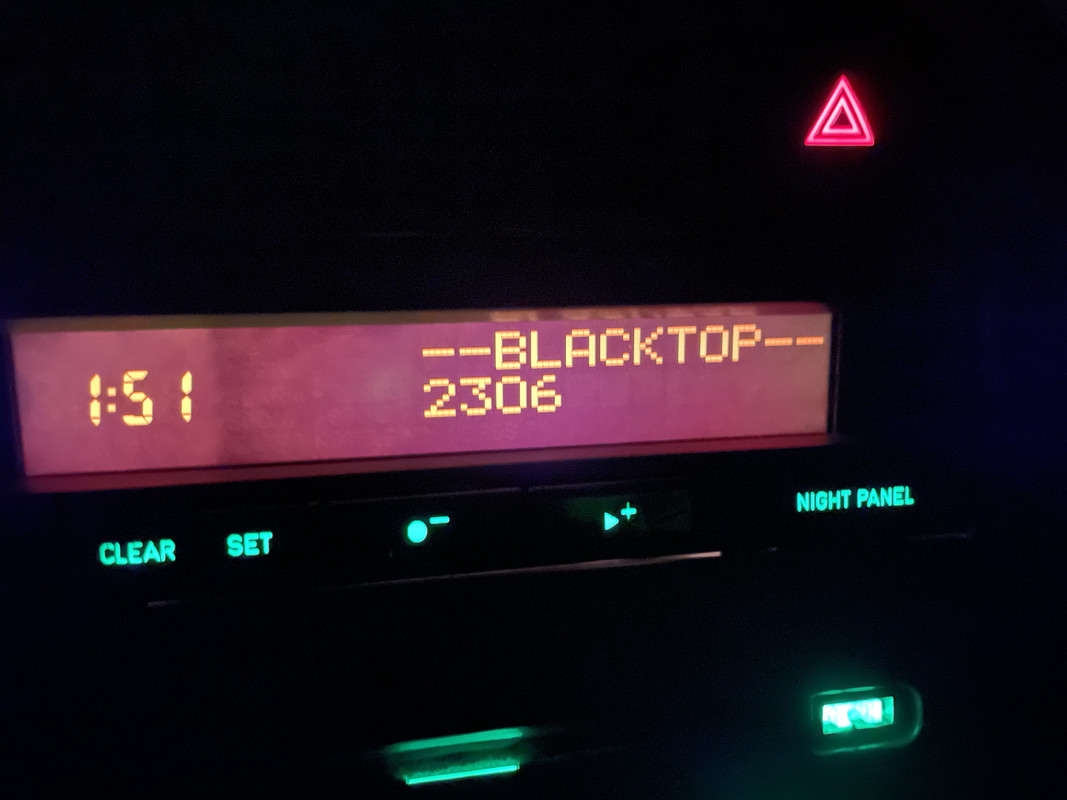 --BLACKTOP--
1:51
2306
CLEAR
SET
-
+
NIGHT PANEL